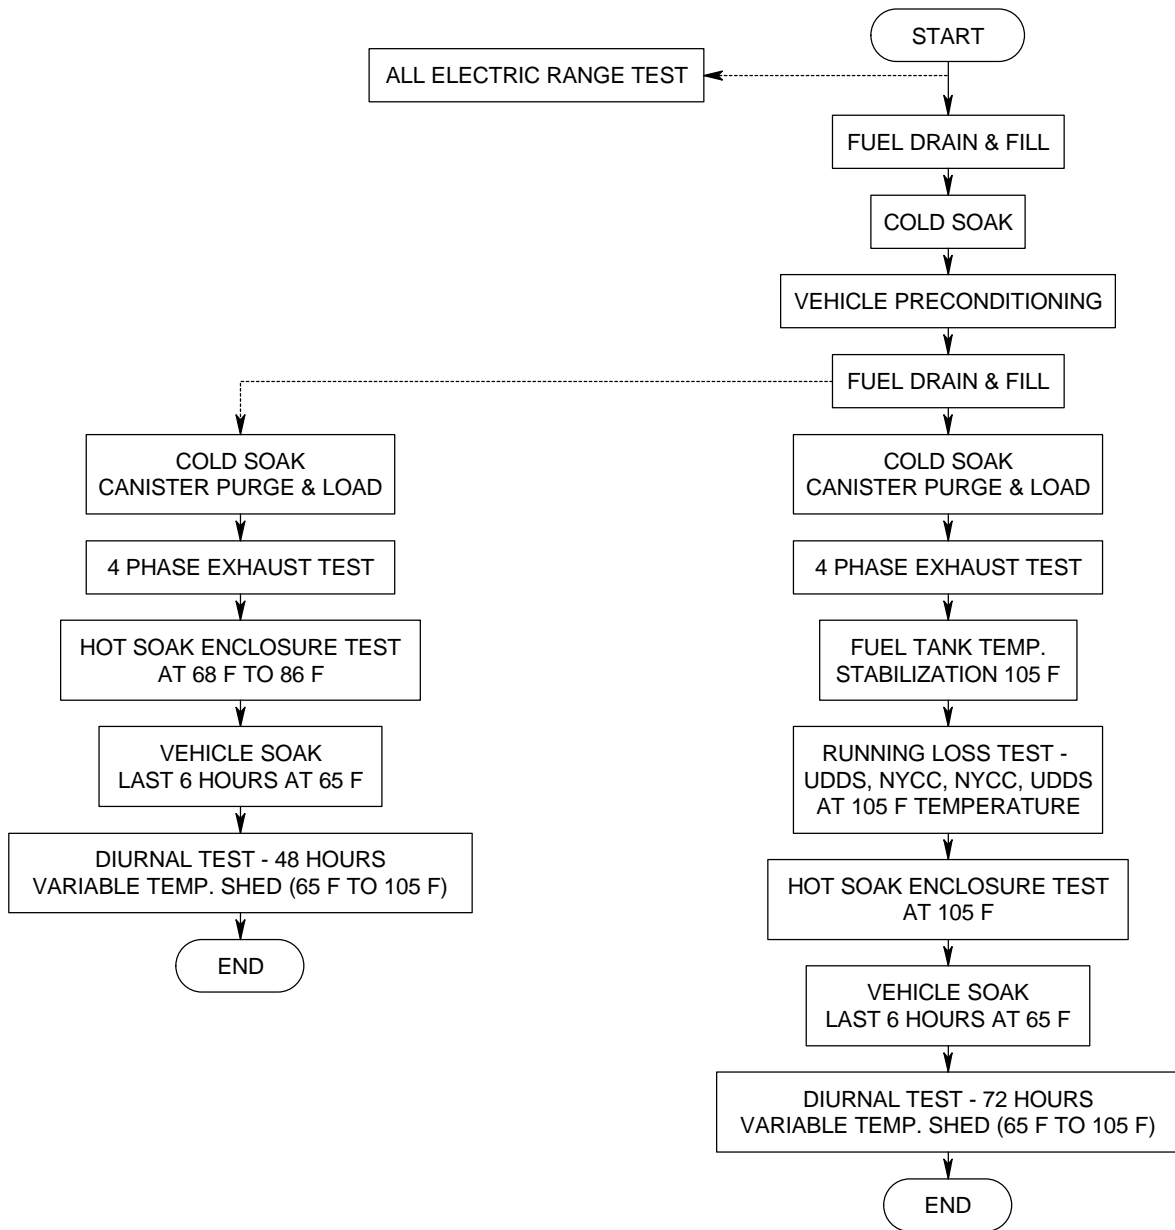 START
ALL ELECTRIC RANGE TEST
FUEL DRAIN & FILL
COLD SOAK
VEHICLE PRECONDITIONING
FUEL DRAIN & FILL
COLD SOAK
CANISTER PURGE & LOAD
4 PHASE EXHAUST TEST
HOT SOAK ENCLOSURE TEST
AT 68 F TO 86 F
VEHICLE SOAK
LAST 6 HOURS AT 65 F
DIURNAL TEST - 48 HOURS
VARIABLE TEMP. SHED (65 F TO 105 F)
END
COLD SOAK
CANISTER PURGE & LOAD
4 PHASE EXHAUST TEST
FUEL TANK TEMP.
STABILIZATION 105 F
RUNNING LOSS TEST -
UDDS, NYCC, NYCC, UDDS
AT 105 F TEMPERATURE
HOT SOAK ENCLOSURE TEST
AT 105 F
VEHICLE SOAK
LAST 6 HOURS AT 65 F
DIURNAL TEST - 72 HOURS
VARIABLE TEMP. SHED (65 F TO 105 F)
END